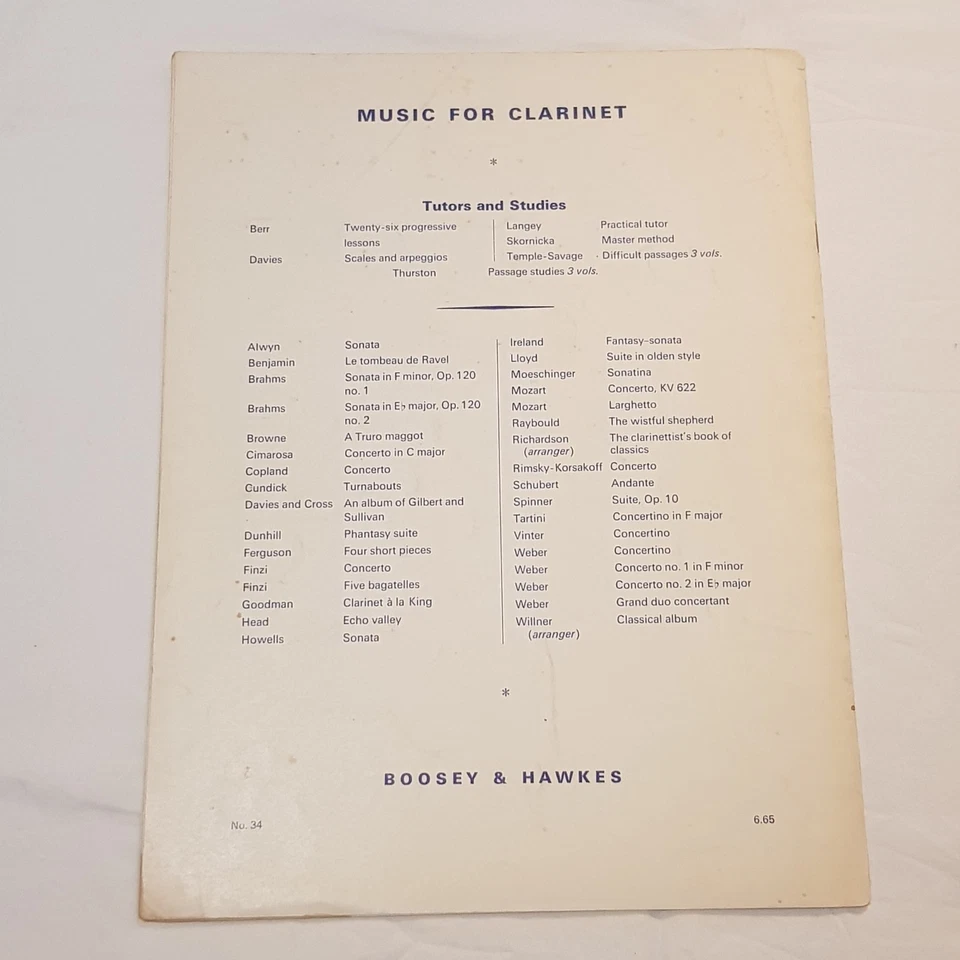 MUSIC FOR CLARINET
*
Tutors and Studies
Berr Twenty-six progressive
lessons
Davies Scales and arpeggios
Langey Practical tutor
Skornicka Master method
Temple-Savage Difficult passages 3 vols.
Thurston Passage studies 3 vols.
Alwyn Sonata
Benjamin Le tombeau de Ravel
Brahms Sonata in F minor, Op. 120
no. 1
Brahms Sonata in E♭ major, Op. 120
no. 2
Browne A Truro maggot
Cimarosa Concerto in C major
Copland Concerto
Cundick Turnabouts
Davies and Cross An album of Gilbert and
Sullivan
Dunhill Phantasy suite
Ferguson Four short pieces
Finzi Concerto
Finzi Five bagatelles
Goodman Clarinet à la King
Head Echo valley
Howells Sonata
Ireland Fantasy-sonata
Lloyd Suite in olden style
Moeschinger Sonatina
Mozart Concerto, KV 622
Mozart Larghetto
Raybould The wistful shepherd
Richardson The clarinettist's book of
(arranger) classics
Rimsky-Korsakoff Concerto
Schubert Andante
Spinner Suite, Op. 10
Tartini Concertino in F major
Vinter Concertino
Weber Concertino
Weber Concerto no. 1 in F minor
Weber Concerto no. 2 in E♭ major
Weber Grand duo concertant
Willner Classical album
(arranger)
*
BOOSEY & HAWKES
No. 34 6.65